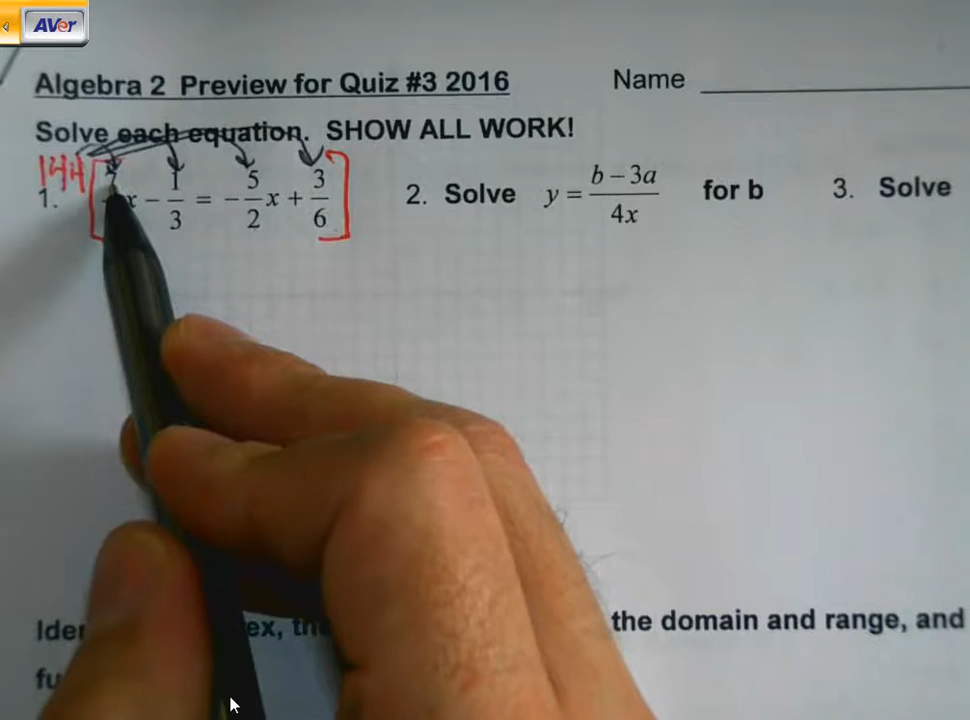 AVer
Algebra 2 Preview for Quiz #3 2016 Name
Solve each equation. SHOW ALL WORK!
144
1. x - 1/3 = - 5/2 x + 3/6 2. Solve y = b - 3a / 4x for b 3. Solve
the domain and range, and